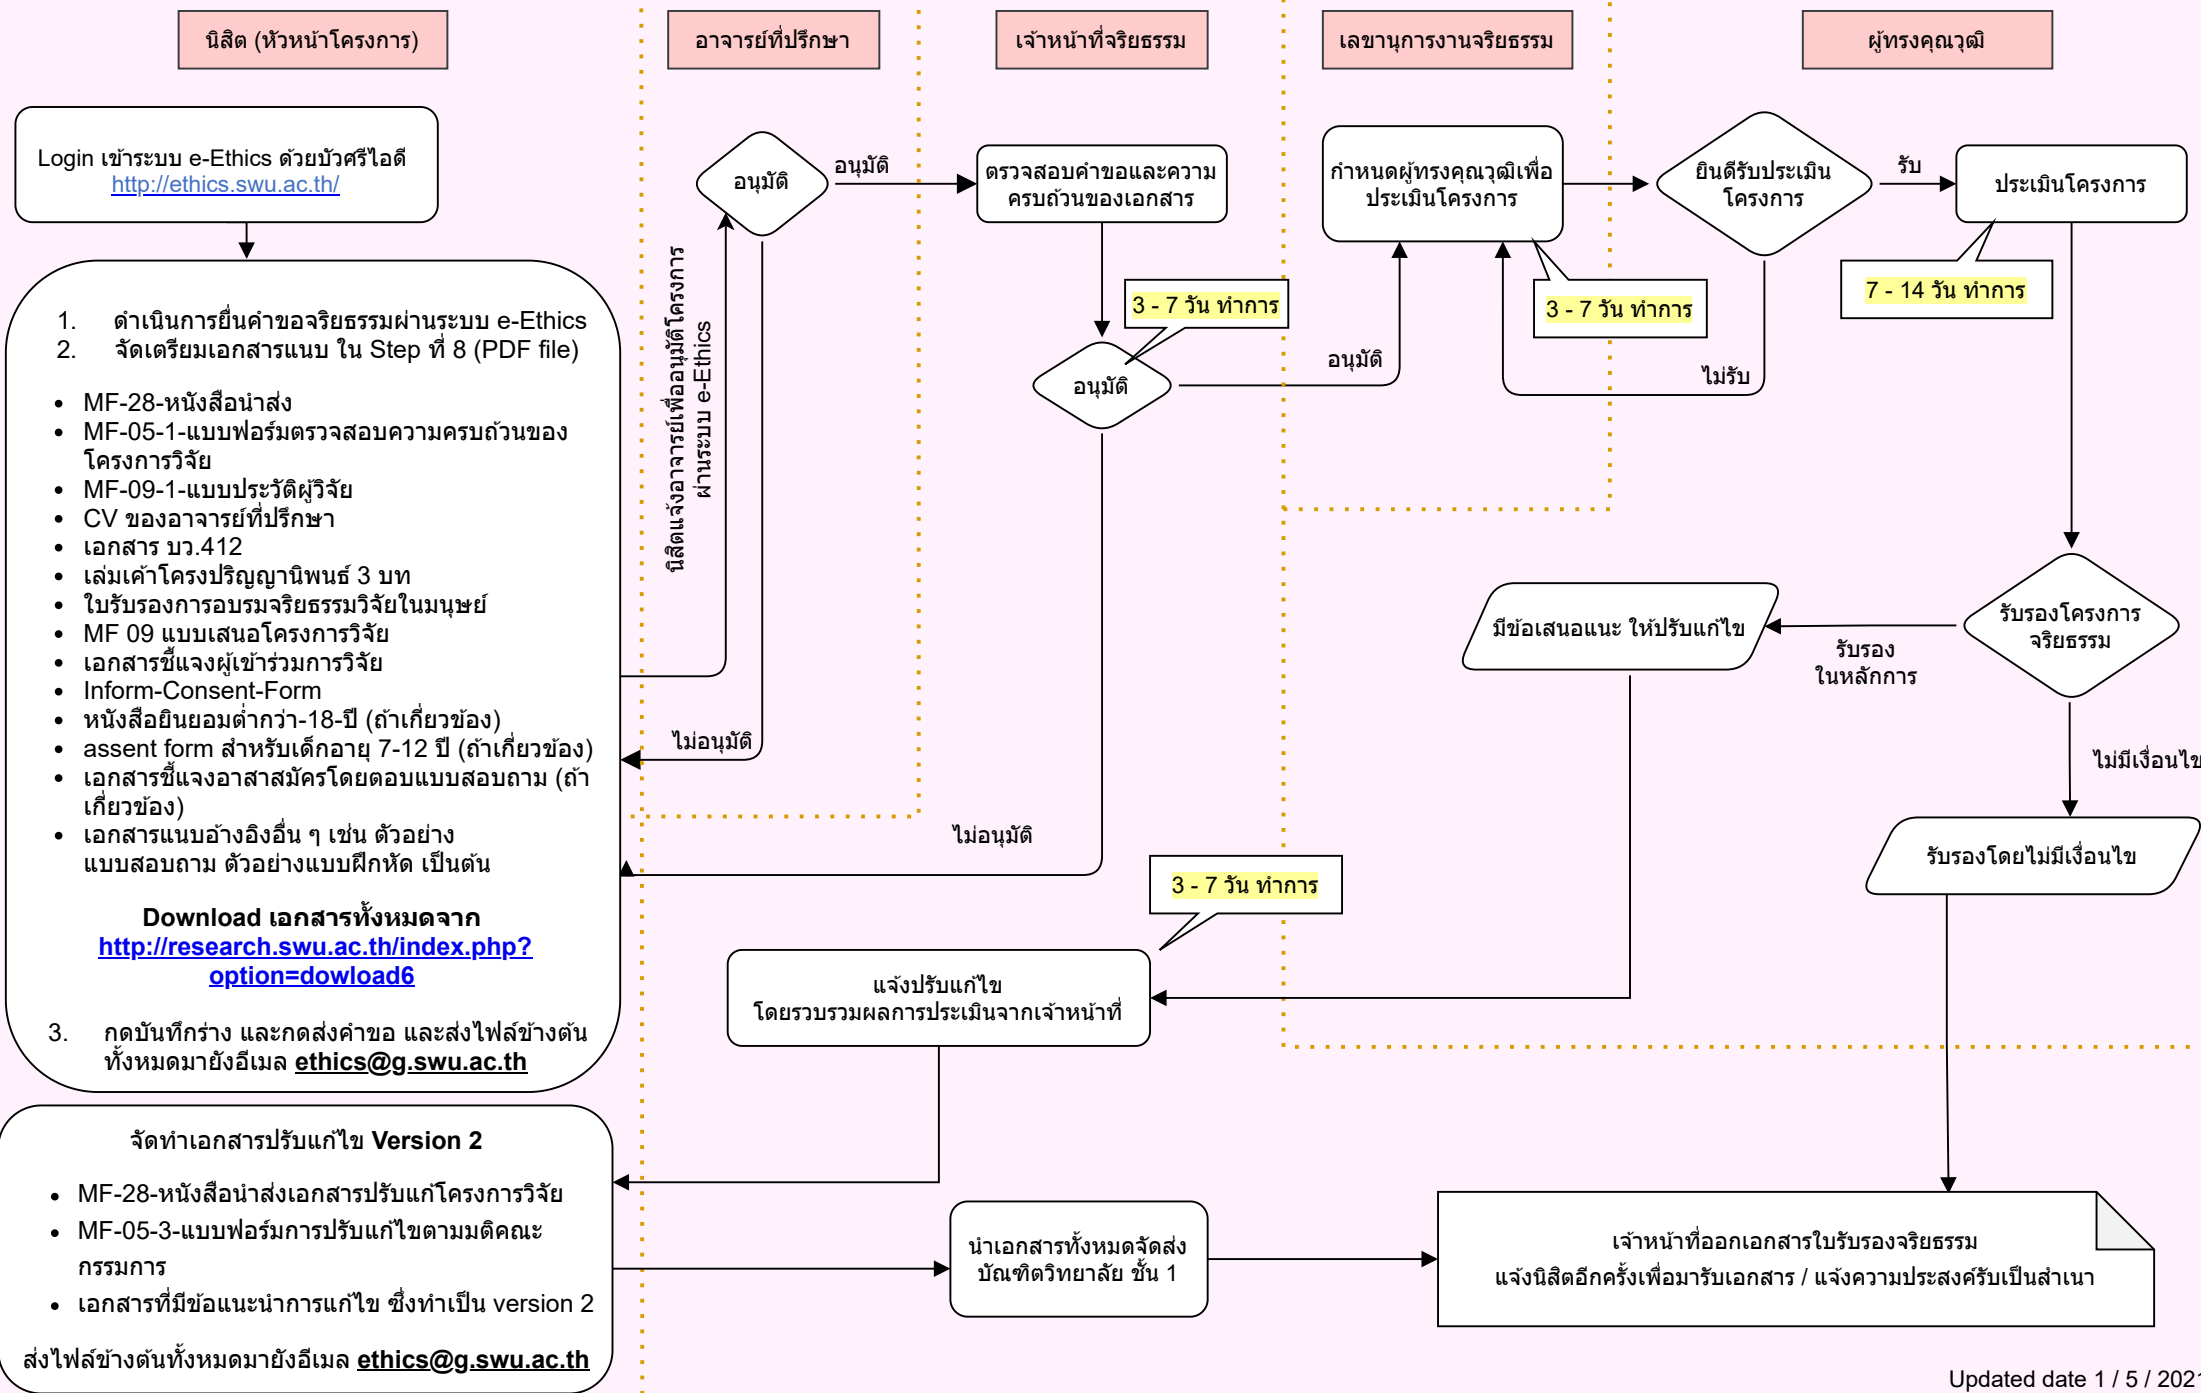 นิสิต (หัวหน้าโครงการ)
อาจารย์ที่ปรึกษา
เจ้าหน้าที่จริยธรรม
เลขานุการงานจริยธรรม
ผู้ทรงคุณวุฒิ
Login เข้าระบบ e-Ethics ด้วยบัวศรีไอดี
http://ethics.swu.ac.th/
1. ดำเนินการยื่นคำขอจริยธรรมผ่านระบบ e-Ethics
2. จัดเตรียมเอกสารแนบ ใน Step ที่ 8 (PDF file)
• MF-28-หนังสือนำส่ง
• MF-05-1-แบบฟอร์มตรวจสอบความครบถ้วนของ
โครงการวิจัย
• MF-09-1-แบบประวัติผู้วิจัย
• CV ของอาจารย์ที่ปรึกษา
• เอกสาร บว.412
• เล่มเค้าโครงปริญญานิพนธ์ 3 บท
• ใบรับรองการอบรมจริยธรรมวิจัยในมนุษย์
• MF 09 แบบเสนอโครงการวิจัย
• เอกสารชี้แจงผู้เข้าร่วมการวิจัย
• Inform-Consent-Form
• หนังสือยินยอมต่ำกว่า-18-ปี (ถ้าเกี่ยวข้อง)
• assent form สำหรับเด็กอายุ 7-12 ปี (ถ้าเกี่ยวข้อง)
• เอกสารชี้แจงอาสาสมัครโดยตอบแบบสอบถาม (ถ้า
เกี่ยวข้อง)
• เอกสารแนบอ้างอิงอื่น ๆ เช่น ตัวอย่าง
แบบสอบถาม ตัวอย่างแบบฝึกหัด เป็นต้น
Download เอกสารทั้งหมดจาก
http://research.swu.ac.th/index.php?
option=dowload6
3. กดบันทึกร่าง และกดส่งคำขอ และส่งไฟล์ข้างต้น
ทั้งหมดมายังอีเมล ethics@g.swu.ac.th
นิสิตแจ้งอาจารย์เพื่ออนุมัติโครงการ
ผ่านระบบ e-Ethics
อนุมัติ
อนุมัติ
ไม่อนุมัติ
ตรวจสอบคำขอและความ
ครบถ้วนของเอกสาร
3 - 7 วัน ทำการ
อนุมัติ
อนุมัติ
ไม่อนุมัติ
กำหนดผู้ทรงคุณวุฒิเพื่อ
ประเมินโครงการ
3 - 7 วัน ทำการ
ยินดีรับประเมิน
โครงการ
รับ
ไม่รับ
ประเมินโครงการ
7 - 14 วัน ทำการ
รับรองโครงการ
จริยธรรม
รับรอง
ในหลักการ
มีข้อเสนอแนะ ให้ปรับแก้ไข
ไม่มีเงื่อนไข
รับรองโดยไม่มีเงื่อนไข
3 - 7 วัน ทำการ
แจ้งปรับแก้ไข
โดยรวบรวมผลการประเมินจากเจ้าหน้าที่
จัดทำเอกสารปรับแก้ไข Version 2
• MF-28-หนังสือนำส่งเอกสารปรับแก้โครงการวิจัย
• MF-05-3-แบบฟอร์มการปรับแก้ไขตามมติคณะ
กรรมการ
• เอกสารที่มีข้อแนะนำการแก้ไข ซึ่งทำเป็น version 2
ส่งไฟล์ข้างต้นทั้งหมดมายังอีเมล ethics@g.swu.ac.th
นำเอกสารทั้งหมดจัดส่ง
บัณฑิตวิทยาลัย ชั้น 1
เจ้าหน้าที่ออกเอกสารใบรับรองจริยธรรม
แจ้งนิสิตอีกครั้งเพื่อมารับเอกสาร / แจ้งความประสงค์รับเป็นสำเนา
Updated date 1 / 5 / 2021